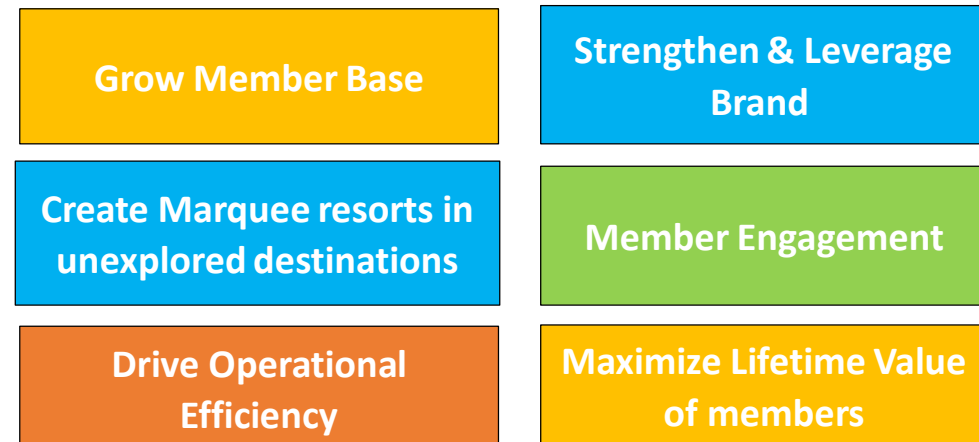 Grow Member Base
Strengthen & Leverage
Brand
Create Marquee resorts in
unexplored destinations
Member Engagement
Drive Operational
Efficiency
Maximize Lifetime Value
of members